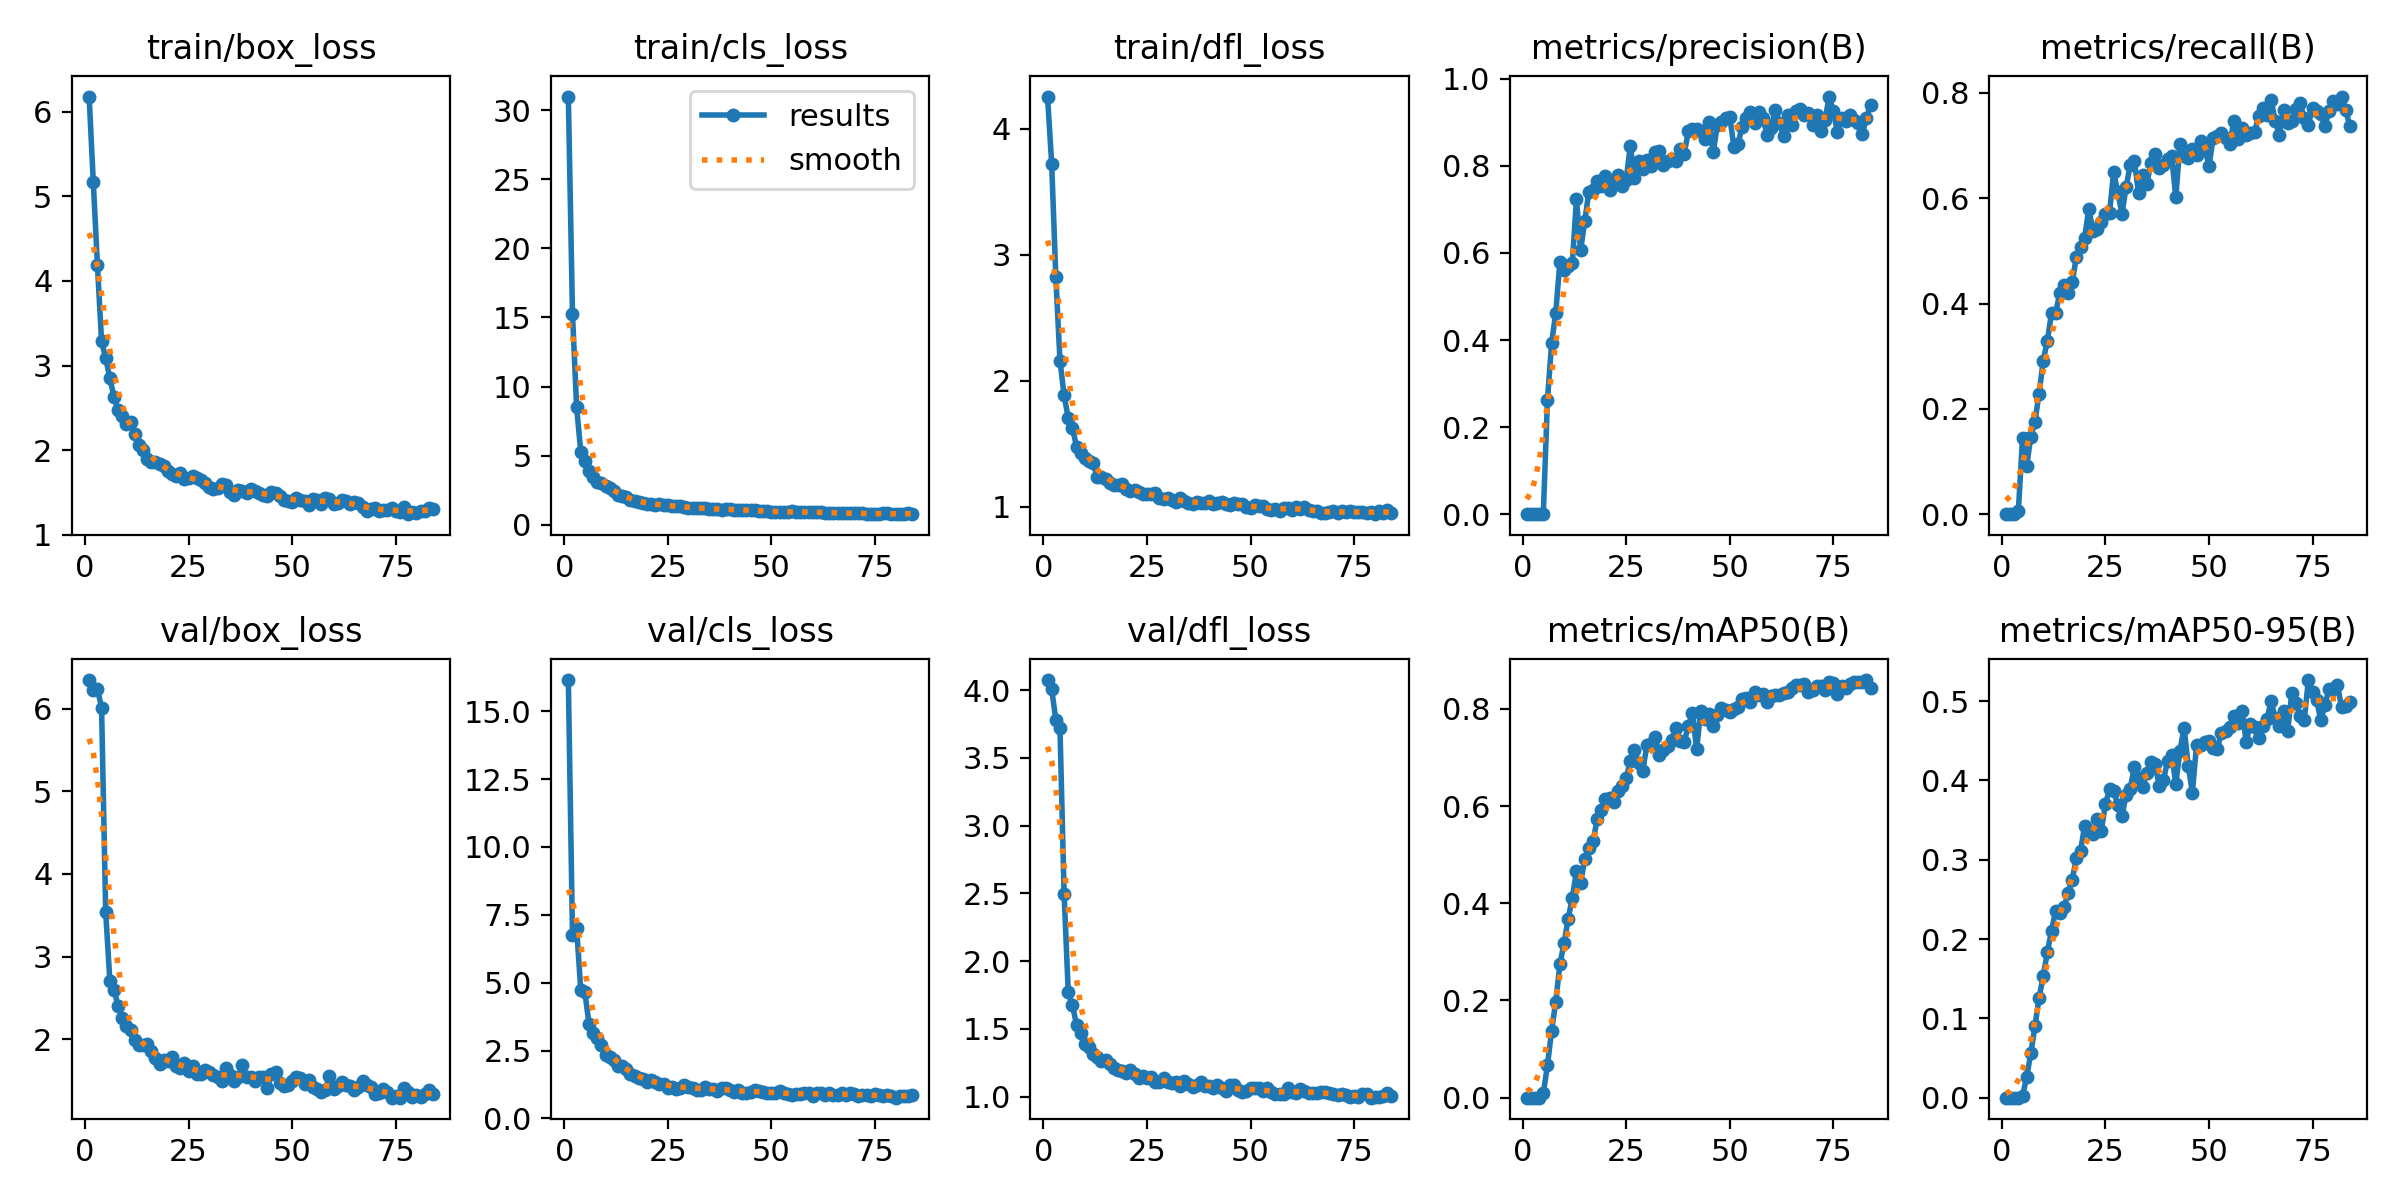 train/box_loss
6
5
4
3
2
1
0 25 50 75
train/cls_loss
results
smooth
30
25
20
15
10
5
0
0 25 50 75
train/dfl_loss
4
3
2
1
0 25 50 75
metrics/precision(B)
1.0
0.8
0.6
0.4
0.2
0.0
0 25 50 75
metrics/recall(B)
0.8
0.6
0.4
0.2
0.0
0 25 50 75
val/box_loss
6
5
4
3
2
0 25 50 75
val/cls_loss
15.0
12.5
10.0
7.5
5.0
2.5
0.0
0 25 50 75
val/dfl_loss
4.0
3.5
3.0
2.5
2.0
1.5
1.0
0 25 50 75
metrics/mAP50(B)
0.8
0.6
0.4
0.2
0.0
0 25 50 75
metrics/mAP50-95(B)
0.5
0.4
0.3
0.2
0.1
0.0
0 25 50 75